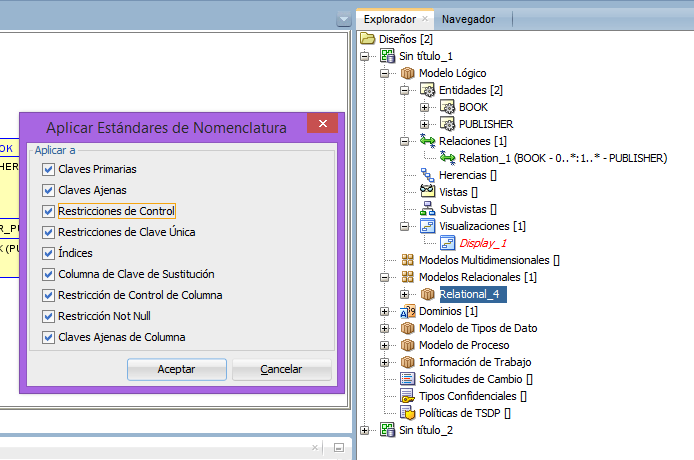 Explorador
Navegador
Diseños [2]
Sin título_1
Modelo Lógico
Entidades [2]
BOOK
PUBLISHER
Relaciones [1]
Relation_1 (BOOK - 0..*:1..* - PUBLISHER)
Herencias []
Vistas []
Subvistas []
Visualizaciones [1]
Display_1
Modelos Multidimensionales []
Modelos Relacionales [1]
Relational_4
Dominios [1]
Modelo de Tipos de Dato
Modelo de Proceso
Información de Trabajo
Solicitudes de Cambio []
Tipos Confidenciales []
Políticas de TSDP []
Sin título_2
Aplicar Estándares de Nomenclatura
Aplicar a
Claves Primarias
Claves Ajenas
Restricciones de Control
Restricciones de Clave Única
Índices
Columna de Clave de Sustitución
Restricción de Control de Columna
Restricción Not Null
Claves Ajenas de Columna
Aceptar
Cancelar